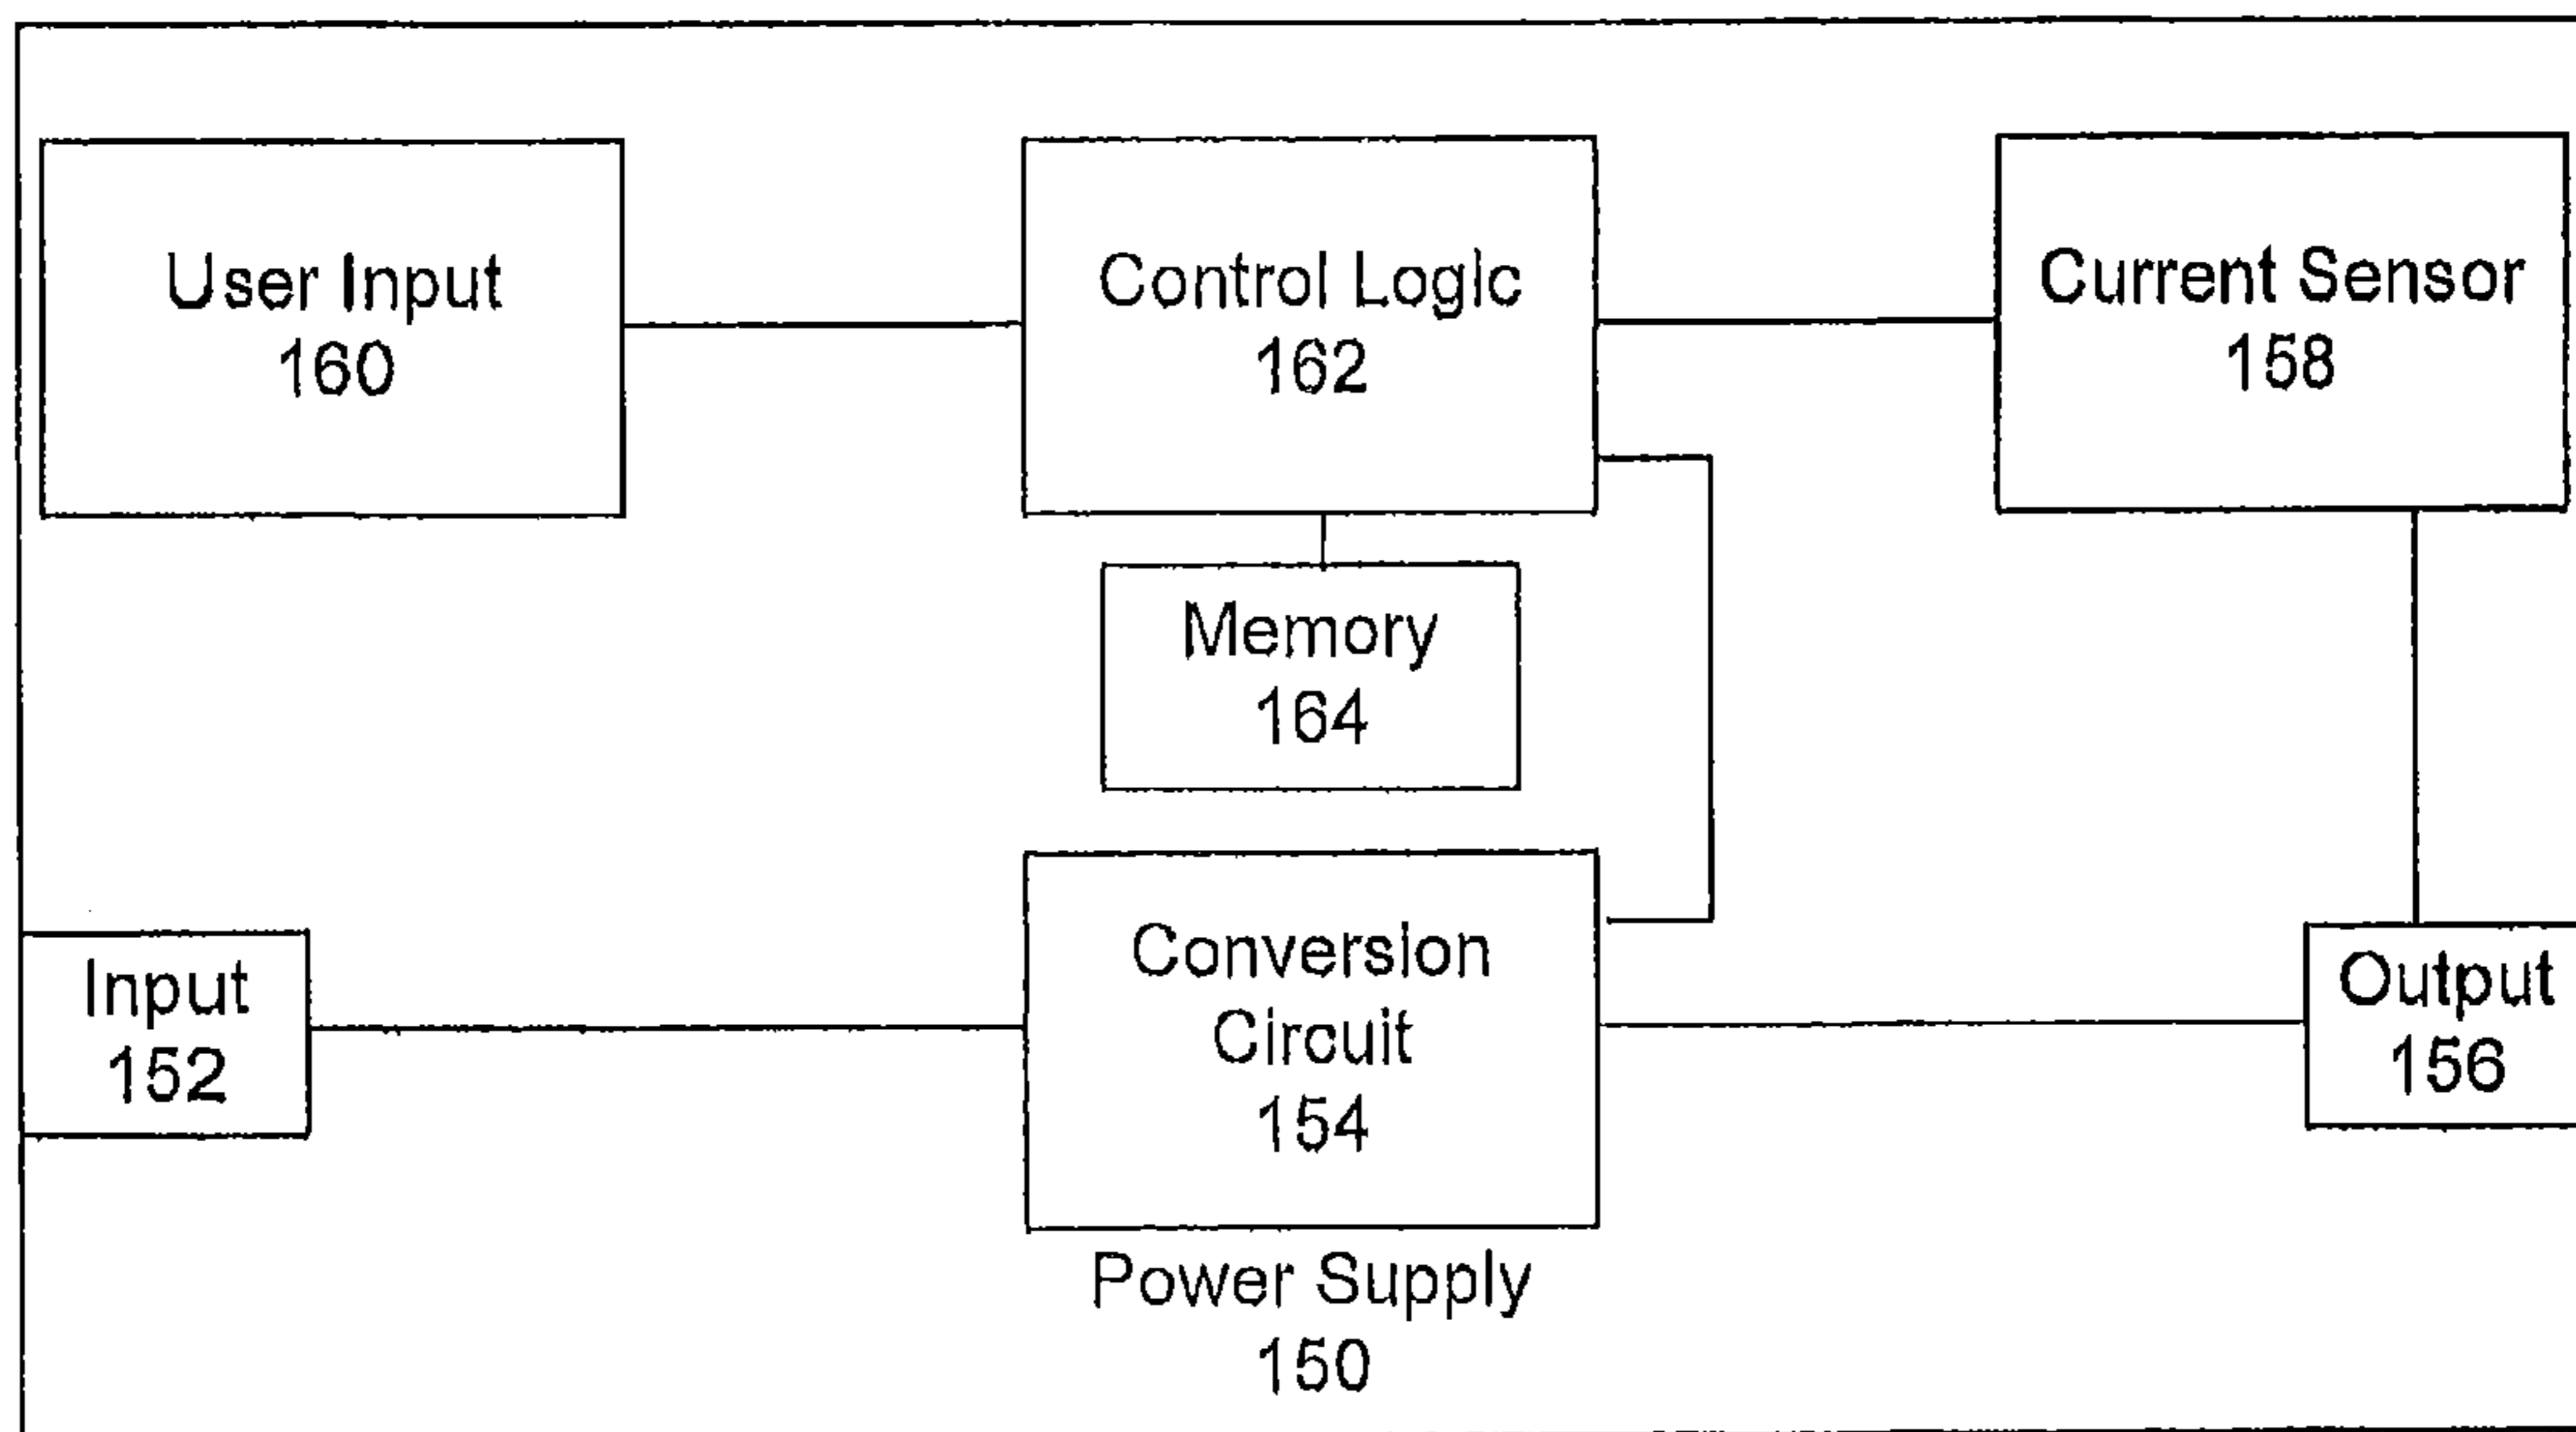 User Input
160
Control Logic
162
Current Sensor
158
Memory
164
Input
152
Conversion
Circuit
154
Output
156
Power Supply
150